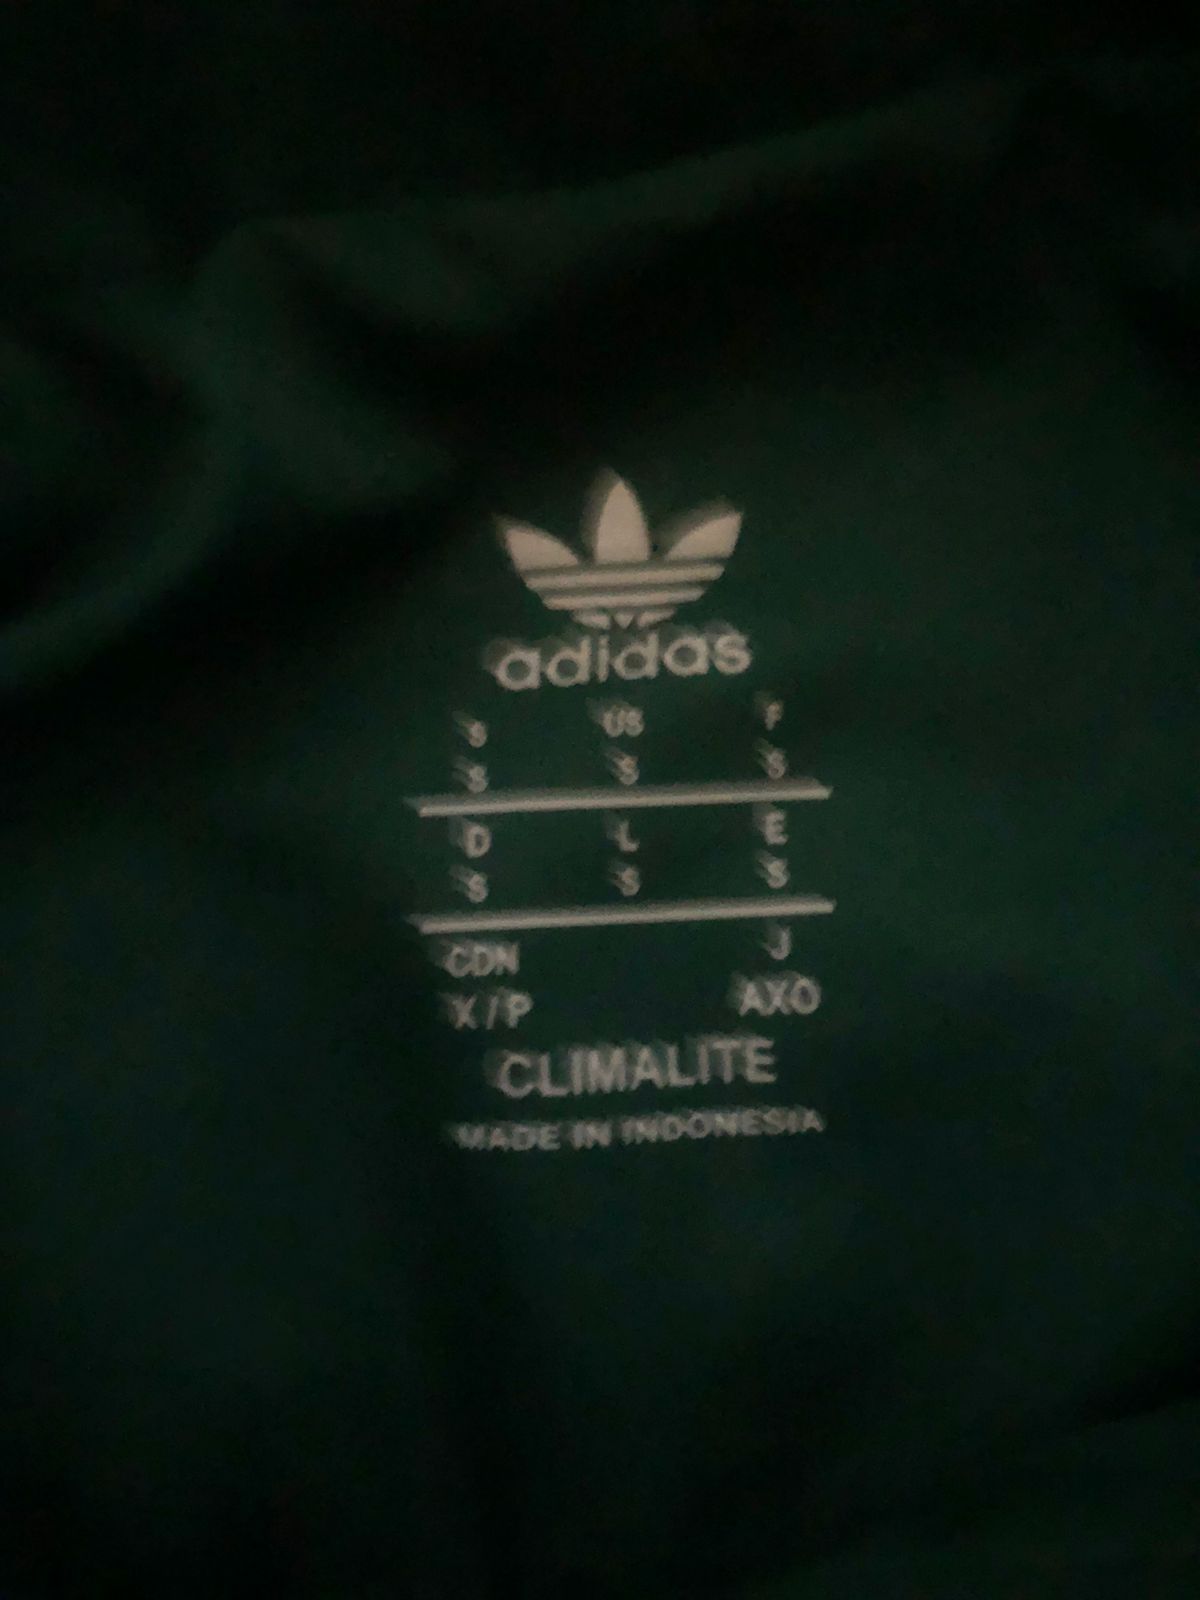 adidas
S US F
S S S
D L E
S S S
CDN J
X/P AXO
CLIMALITE
MADE IN INDONESIA